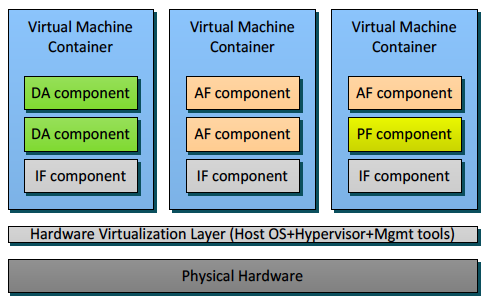 Virtual Machine
Container
DA component
DA component
IF component
Virtual Machine
Container
AF component
AF component
IF component
Virtual Machine
Container
AF component
PF component
IF component
Hardware Virtualization Layer (Host OS+Hypervisor+Mgmt tools)
Physical Hardware